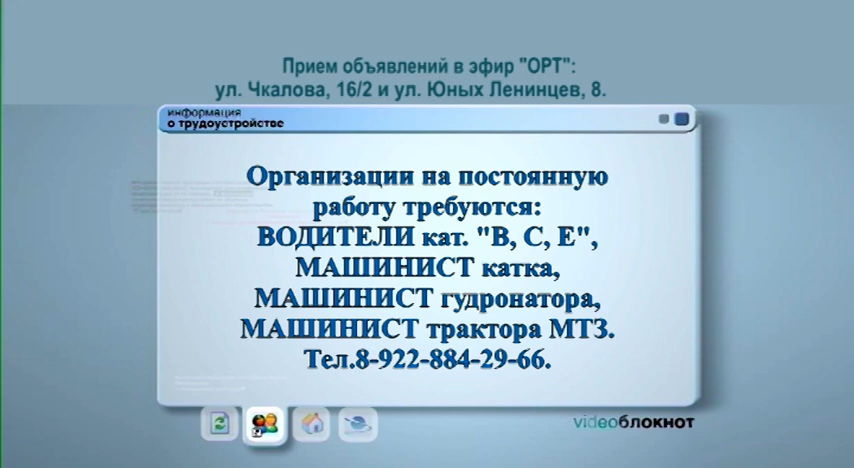 Прием объявлений в эфир "ОРТ":
ул. Чкалова, 16/2 и ул. Юных Ленинцев, 8.
информация
о трудоустройстве
Организации на постоянную
работу требуются:
ВОДИТЕЛИ кат. "В, С, Е",
МАШИНИСТ катка,
МАШИНИСТ гудронатора,
МАШИНИСТ трактора МТЗ.
Тел.8-922-884-29-66.
videoблокнот